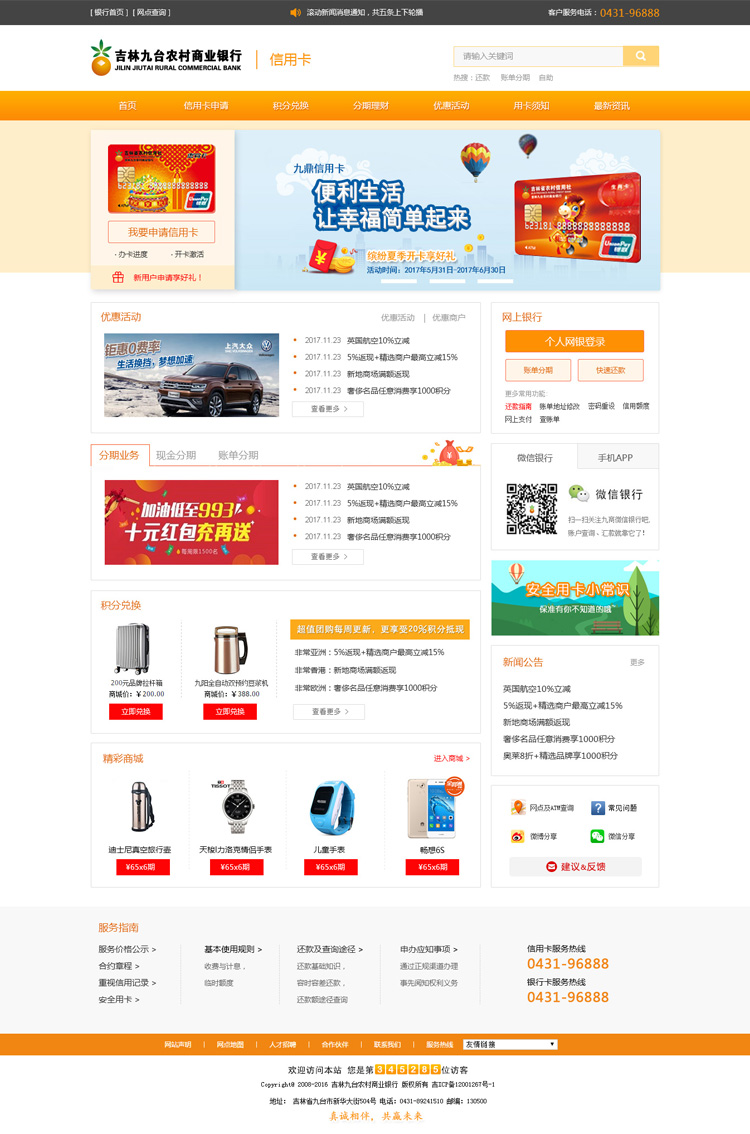 [ 银行首页 ] [ 网点查询 ]
滚动新闻消息通知，共五条上下轮播
客户服务电话：0431-96888
吉林九台农村商业银行
JILIN JIUTAI RURAL COMMERCIAL BANK
信用卡
请输入关键词
热搜：还款 账单分期 自助
首页 信用卡申请 积分兑换 分期理财 优惠活动 用卡须知 最新资讯
我要申请信用卡
· 办卡进度 · 开卡激活
新用户申请享好礼！
九鼎信用卡
便利生活
让幸福简单起来
缤纷夏季开卡享好礼
活动时间：2017年5月31日-2017年6月30日
吉林省农村信用社
UnionPay
银联
优惠活动
优惠活动 | 优惠商户
钜惠0费率
生活换挡，梦想加速
上汽大众
2017.11.23 英国航空10%立减
2017.11.23 5%返现+精选商户最高立减15%
2017.11.23 新地商场满额返现
2017.11.23 奢侈名品任意消费享1000积分
查看更多 >
网上银行
个人网银登录
账单分期 快速还款
更多常用功能：
还款指南 账单地址修改 密码重设 信用额度
网上支付 查账单
分期业务 现金分期 账单分期
加油低至993!
十元红包充再送
每周限1500名
2017.11.23 英国航空10%立减
2017.11.23 5%返现+精选商户最高立减15%
2017.11.23 新地商场满额返现
2017.11.23 奢侈名品任意消费享1000积分
查看更多 >
微信银行 手机APP
微信银行
扫一扫关注九商微信银行吧，
账户查询、汇款就靠它了！
安全用卡小常识
保准有你不知道的哦
积分兑换
200元品牌拉杆箱
商城价：￥200.00
立即兑换
九阳全自动双预约豆浆机
商城价：￥388.00
立即兑换
超值团购每周更新，更享受20%积分抵现
非常亚洲：5%返现+精选商户最高立减15%
非常香港：新地商场满额返现
非常欧洲：奢侈名品任意消费享1000积分
查看更多 >
新闻公告 更多
英国航空10%立减
5%返现+精选商户最高立减15%
新地商场满额返现
奢侈名品任意消费享1000积分
奥莱8折+精选品牌享1000积分
精彩商城 进入商城 >
TISSOT
迪士尼真空旅行壶 天梭l力洛克情侣手表 儿童手表 畅想6S
¥65x6期 ¥65x6期 ¥65x6期 ¥65x6期
网点及ATM查询 常见问题
微博分享 微信分享
建议&反馈
服务指南
服务价格公示 >
合约章程 >
重视信用记录 >
安全用卡 >
基本使用规则 >
收费与计息，
临时额度
还款及查询途径 >
还款基础知识，
容时容差还款，
还款额途径查询
申办应知事项 >
通过正规渠道办理
事先阅知权利义务
信用卡服务热线
0431-96888
银行卡服务热线
0431-96888
网站声明 | 网点地图 | 人才招聘 | 合作伙伴 | 联系我们 | 服务热线 友情链接
欢迎访问本站 您是第345265位访客
Copyright@ 2008-2016 吉林九台农村商业银行 版权所有 吉ICP备12001267号-1
地址： 吉林省九台市新华大街504号 电话：0431-89241510 邮编：130500
真诚相伴，共赢未来